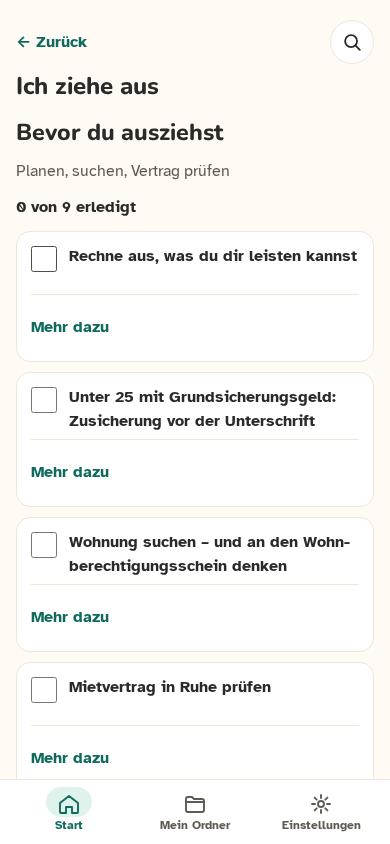 ← Zurück
Ich ziehe aus
Bevor du ausziehst
Planen, suchen, Vertrag prüfen
0 von 9 erledigt
Rechne aus, was du dir leisten kannst
Mehr dazu
Unter 25 mit Grundsicherungsgeld:
Zusicherung vor der Unterschrift
Mehr dazu
Wohnung suchen – und an den Wohn-
berechtigungsschein denken
Mehr dazu
Mietvertrag in Ruhe prüfen
Mehr dazu
Start
Mein Ordner
Einstellungen